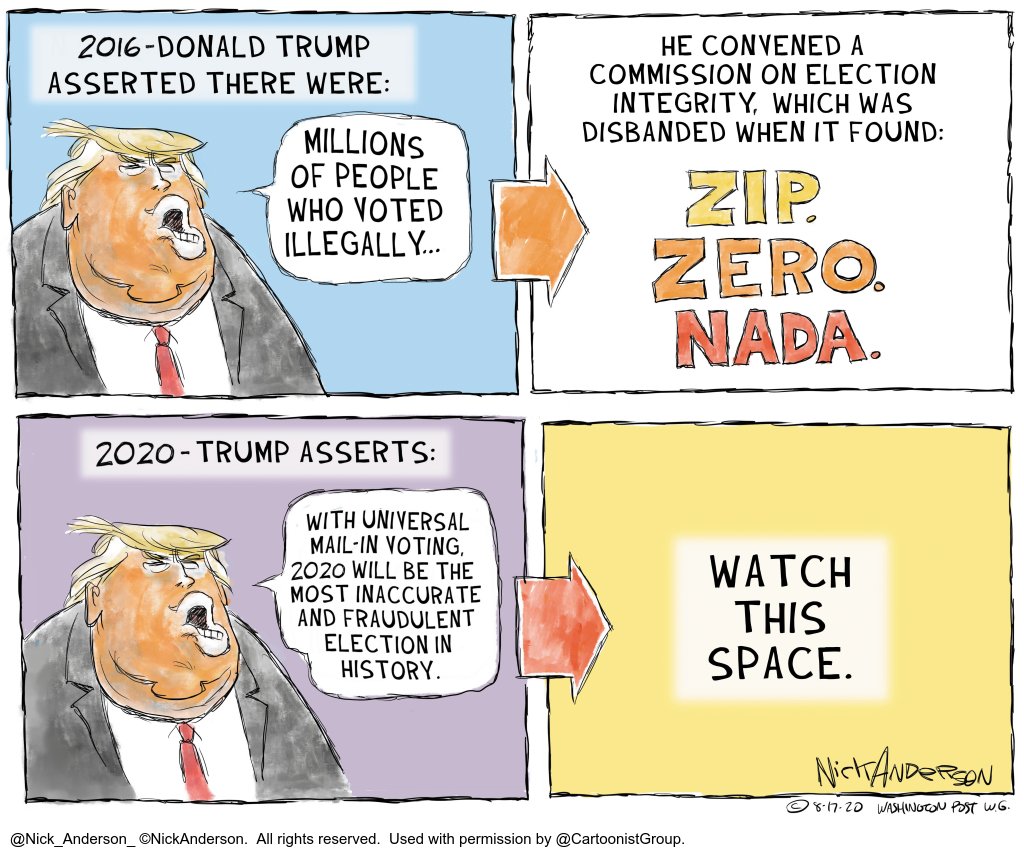 2016-DONALD TRUMP
ASSERTED THERE WERE:
MILLIONS
OF PEOPLE
WHO VOTED
ILLEGALLY...
HE CONVENED A
COMMISSION ON ELECTION
INTEGRITY, WHICH WAS
DISBANDED WHEN IT FOUND:
ZIP.
ZERO.
NADA.
2020-TRUMP ASSERTS:
WITH UNIVERSAL
MAIL-IN VOTING,
2020 WILL BE THE
MOST INACCURATE
AND FRAUDULENT
ELECTION IN
HISTORY.
WATCH
THIS
SPACE.
NICK ANDERSON
© 8-17-20 WASHINGTON POST W.G.
@Nick_Anderson_ ©NickAnderson. All rights reserved. Used with permission by @CartoonistGroup.